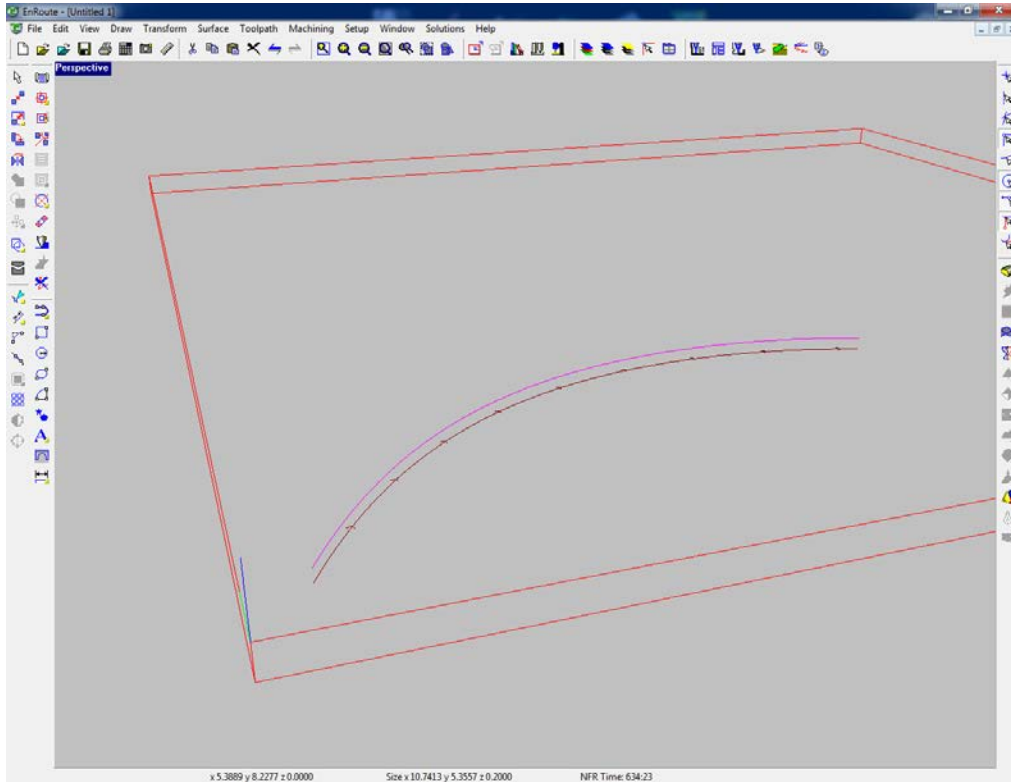 EnRoute - [Untitled 1]
File Edit View Draw Transform Surface Toolpath Machining Setup Window Solutions Help
Perspective
x 5.3889 y 8.2277 z 0.0000 Size x 10.7413 y 5.3557 z 0.2000 NFR Time: 634:23